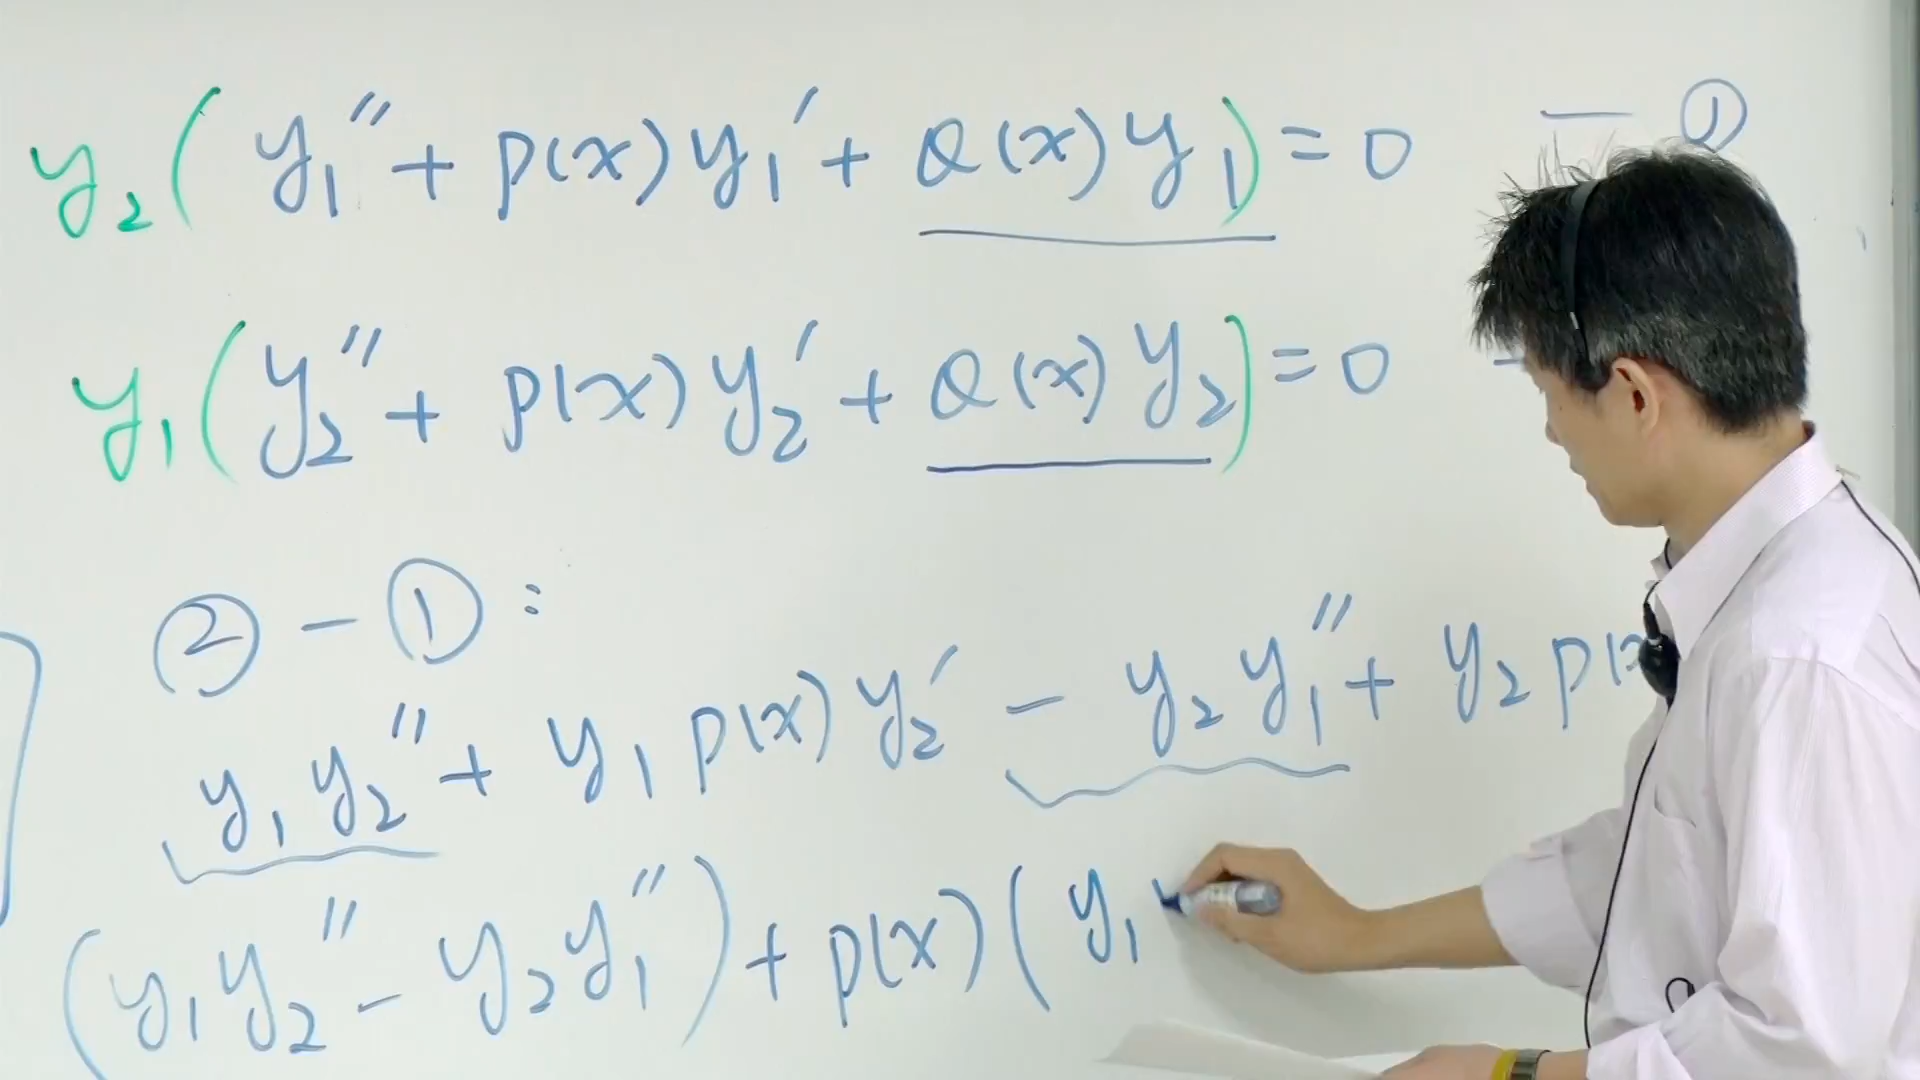 y₂( y₁'' + p(x) y₁' + Q(x) y₁) = 0 — ①
y₁( y₂'' + p(x) y₂' + Q(x) y₂) = 0 —
② - ① :
y₁ y₂'' + y₁ p(x) y₂' - y₂ y₁'' + y₂ p(x
(y₁ y₂'' - y₂ y₁'') + p(x) ( y₁